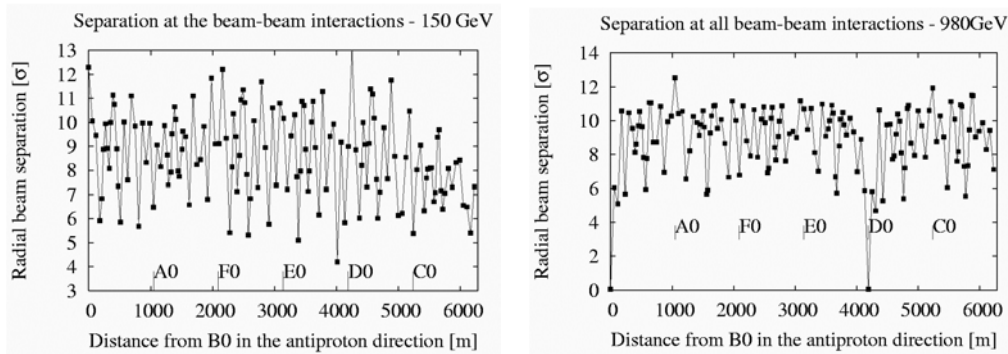 Separation at the beam-beam interactions - 150 GeV
Radial beam separation [σ]
13
12
11
10
9
8
7
6
5
4
3
A0
F0
E0
D0
C0
0 1000 2000 3000 4000 5000 6000
Distance from B0 in the antiproton direction [m]
Separation at all beam-beam interactions - 980GeV
Radial beam separation [σ]
14
12
10
8
6
4
2
0
A0
F0
E0
D0
C0
0 1000 2000 3000 4000 5000 6000
Distance from B0 in the antiproton direction [m]